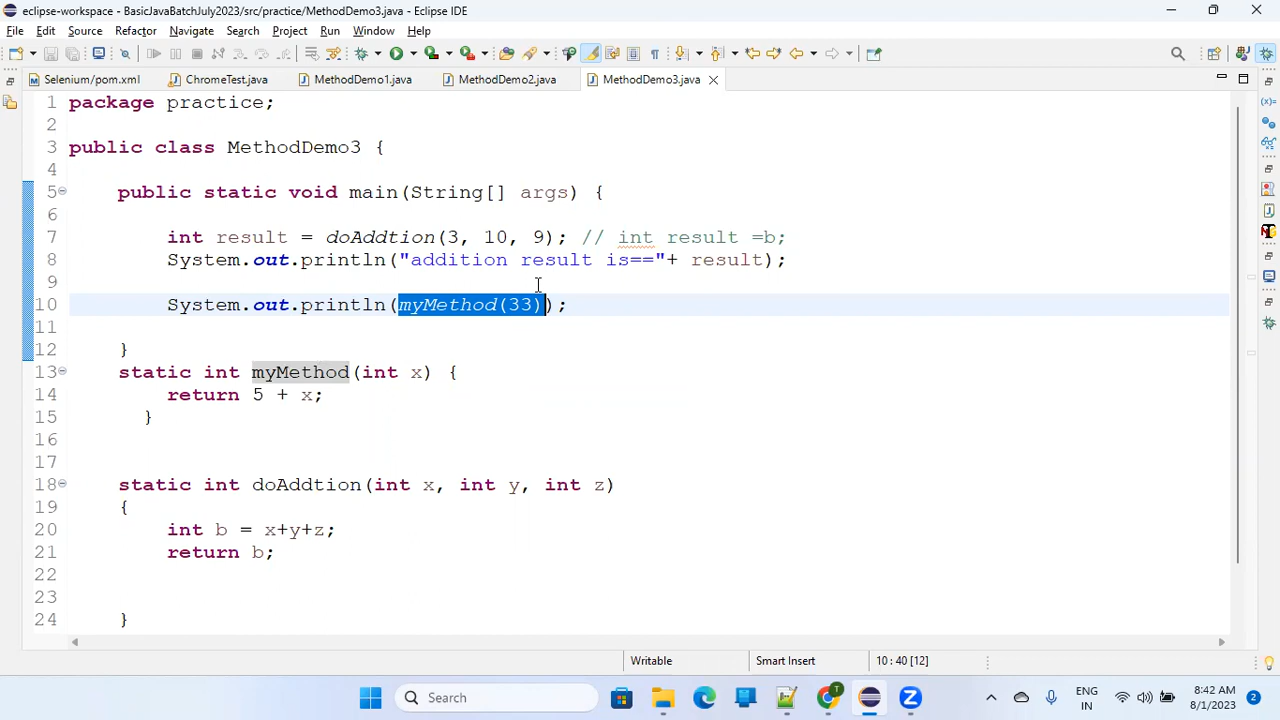 eclipse-workspace - BasicJavaBatchJuly2023/src/practice/MethodDemo3.java - Eclipse IDE
File Edit Source Refactor Navigate Search Project Run Window Help
Selenium/pom.xml ChromeTest.java MethodDemo1.java MethodDemo2.java MethodDemo3.java
1 package practice;
2
3 public class MethodDemo3 {
4
5 public static void main(String[] args) {
6
7 int result = doAddtion(3, 10, 9); // int result =b;
8 System.out.println("addition result is=="+ result);
9
10 System.out.println(myMethod(33));
11
12 }
13 static int myMethod(int x) {
14 return 5 + x;
15 }
16
17
18 static int doAddtion(int x, int y, int z)
19 {
20 int b = x+y+z;
21 return b;
22
23
24 }
Writable Smart Insert 10 : 40 [12]
Search
ENG
IN
8:42 AM
8/1/2023
2